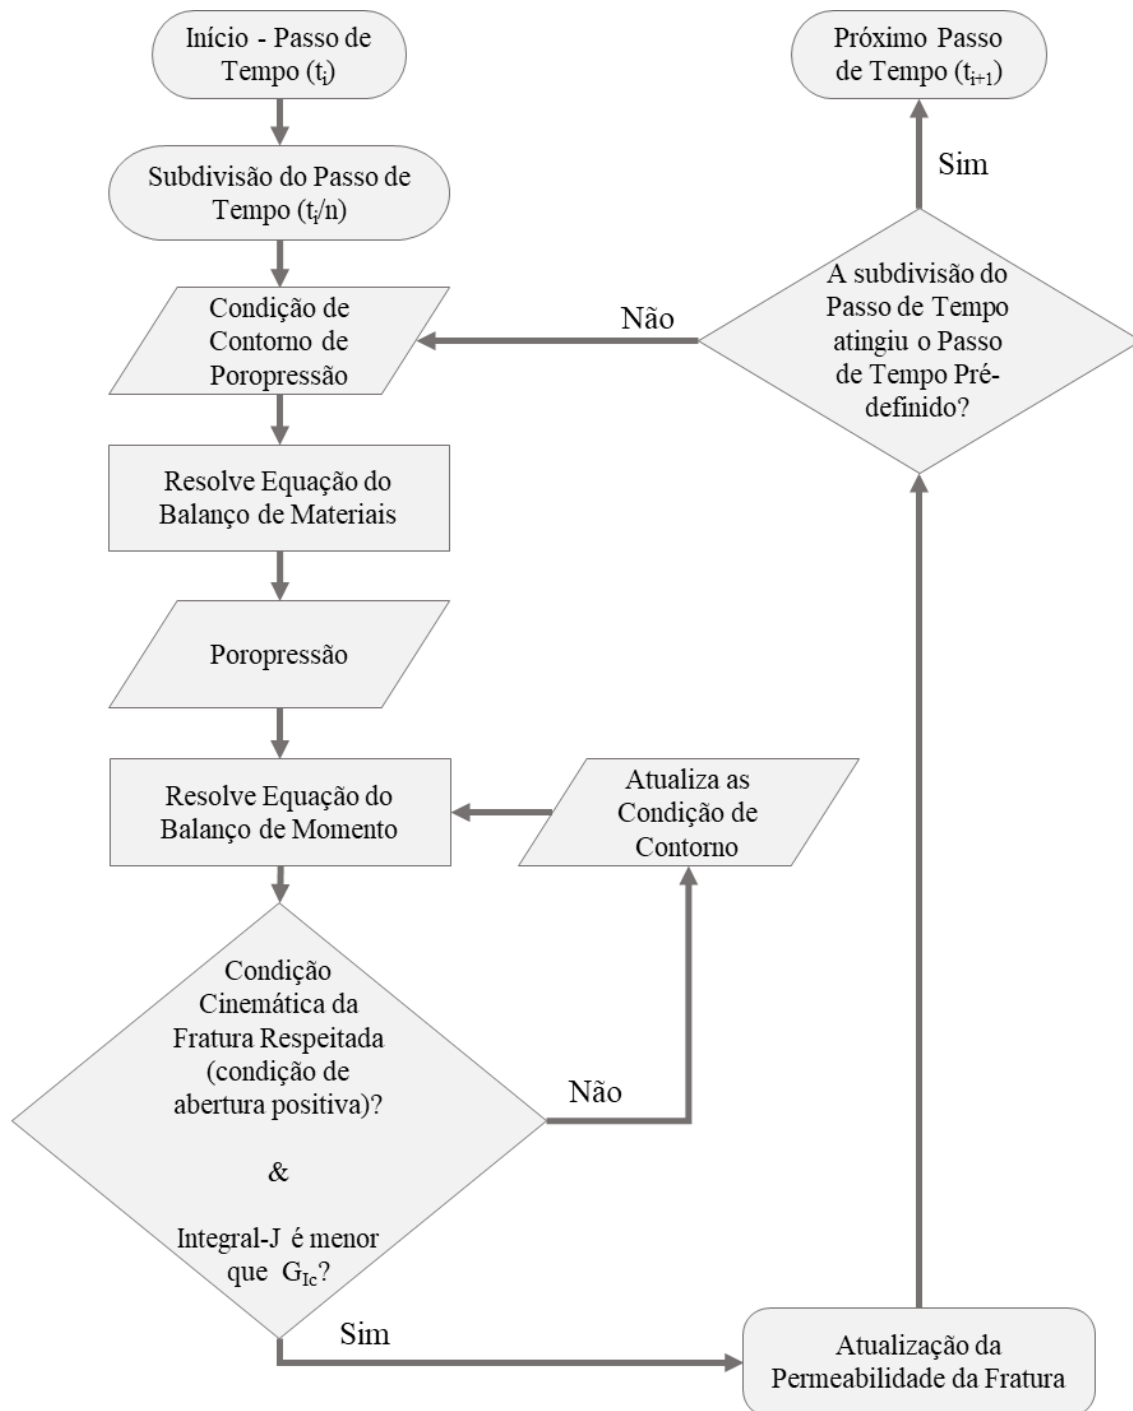 Início - Passo de
Tempo (ti)
Subdivisão do Passo de
Tempo (ti/n)
Condição de
Contorno de
Poropressão
Resolve Equação do
Balanço de Materiais
Poropressão
Resolve Equação do
Balanço de Momento
Atualiza as
Condição de
Contorno
Condição
Cinemática da
Fratura Respeitada
(condição de
abertura positiva)?
&
Integral-J é menor
que GIc?
Não
Sim
Atualização da
Permeabilidade da Fratura
A subdivisão do
Passo de Tempo
atingiu o Passo
de Tempo Pré-
definido?
Não
Sim
Próximo Passo
de Tempo (ti+1)